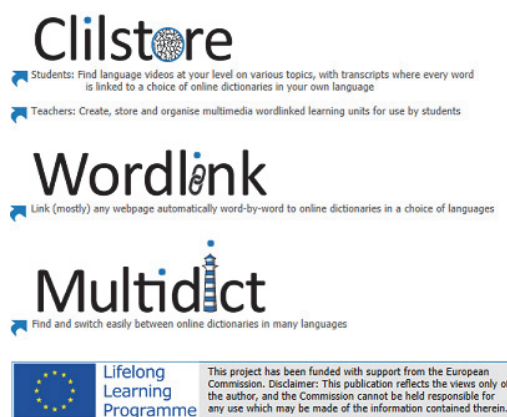 Clilstore
Students: Find language videos at your level on various topics, with transcripts where every word
is linked to a choice of online dictionaries in your own language
Teachers: Create, store and organise multimedia wordlinked learning units for use by students
Wordlink
Link (mostly) any webpage automatically word-by-word to online dictionaries in a choice of languages
Multidict
Find and switch easily between online dictionaries in many languages
Lifelong
Learning
Programme
This project has been funded with support from the European
Commission. Disclaimer: This publication reflects the views only of
the author, and the Commission cannot be held responsible for
any use which may be made of the information contained therein.